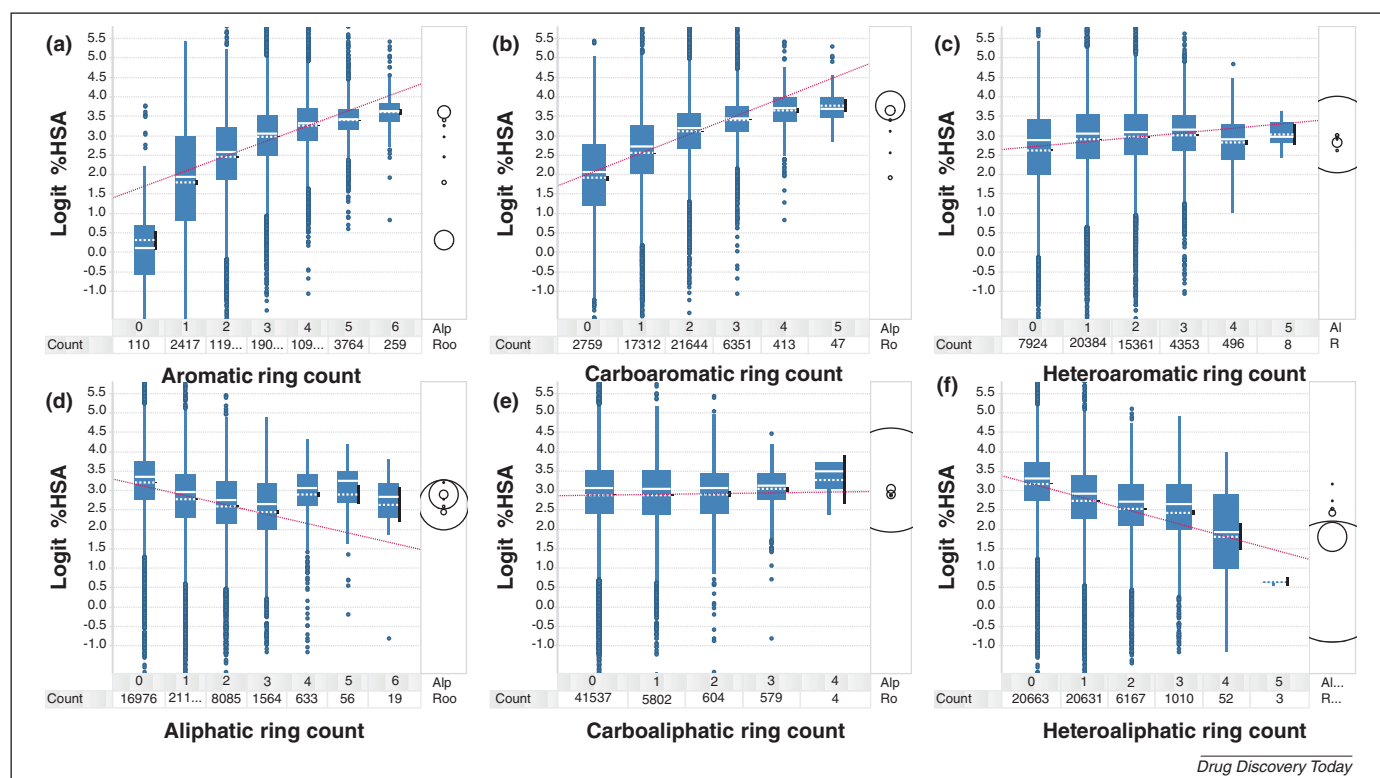 (a)
Logit %HSA
5.5
5.0
4.5
4.0
3.5
3.0
2.5
2.0
1.5
1.0
0.5
0.0
-0.5
-1.0
0 1 2 3 4 5 6 Alp
Count 110 2417 119... 190... 109... 3764 259 Roo
Aromatic ring count
(b)
Logit %HSA
5.5
5.0
4.5
4.0
3.5
3.0
2.5
2.0
1.5
1.0
0.5
0.0
-0.5
-1.0
0 1 2 3 4 5 Alp
Count 2759 17312 21644 6351 413 47 Ro
Carboaromatic ring count
(c)
Logit %HSA
5.5
5.0
4.5
4.0
3.5
3.0
2.5
2.0
1.5
1.0
0.5
0.0
-0.5
-1.0
0 1 2 3 4 5 Al
Count 7924 20384 15361 4353 496 8 R
Heteroaromatic ring count
(d)
Logit %HSA
5.5
5.0
4.5
4.0
3.5
3.0
2.5
2.0
1.5
1.0
0.5
0.0
-0.5
-1.0
0 1 2 3 4 5 6 Alp
Count 16976 211... 8085 1564 633 56 19 Roo
Aliphatic ring count
(e)
Logit %HSA
5.5
5.0
4.5
4.0
3.5
3.0
2.5
2.0
1.5
1.0
0.5
0.0
-0.5
-1.0
0 1 2 3 4 Alp
Count 41537 5802 604 579 4 Ro
Carboaliphatic ring count
(f)
Logit %HSA
5.5
5.0
4.5
4.0
3.5
3.0
2.5
2.0
1.5
1.0
0.5
0.0
-0.5
-1.0
0 1 2 3 4 5 Al...
Count 20663 20631 6167 1010 52 3 R...
Heteroaliphatic ring count
Drug Discovery Today